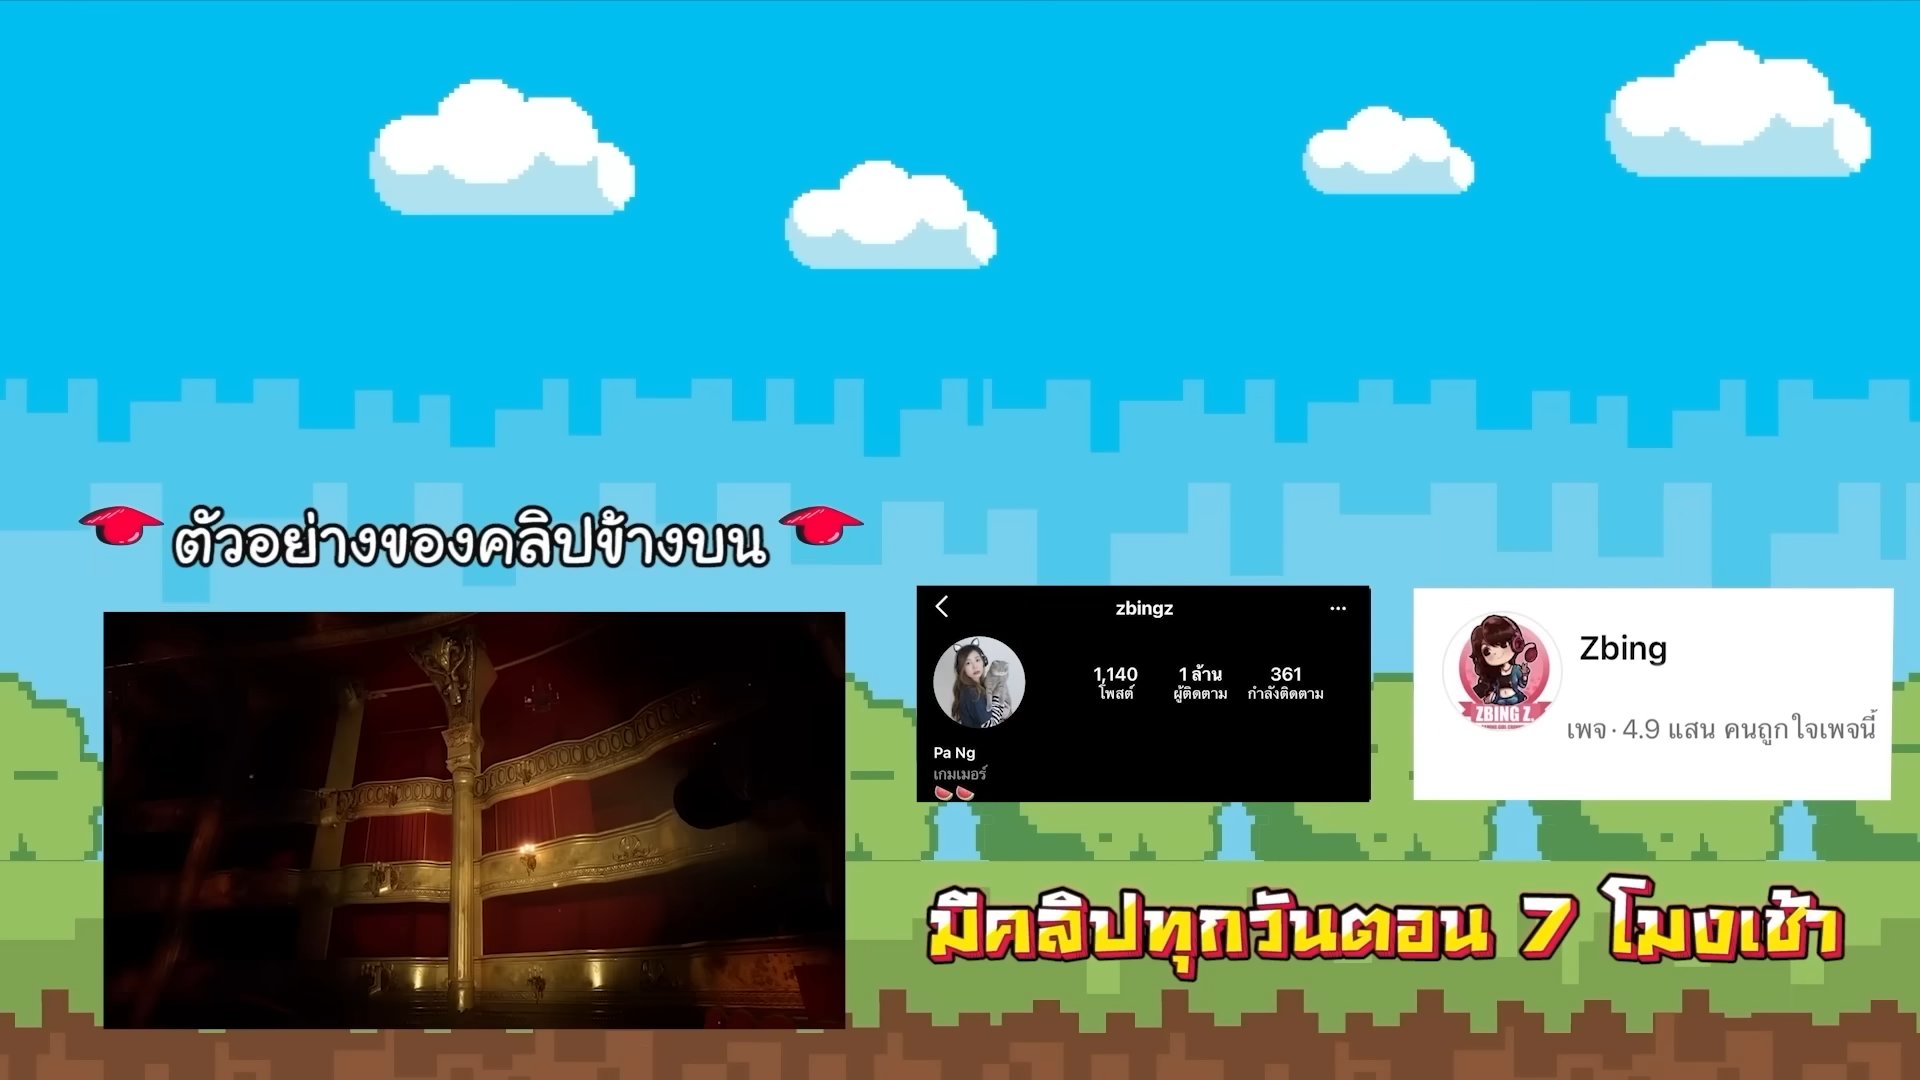 ตัวอย่างของคลิปข้างบน
zbingz
1,140
โพสต์
1 ล้าน
ผู้ติดตาม
361
กำลังติดตาม
Pa Ng
เกมเมอร์
Zbing
เพจ · 4.9 แสน คนถูกใจเพจนี้
ZBING Z.
มีคลิปทุกวันตอน 7 โมงเช้า